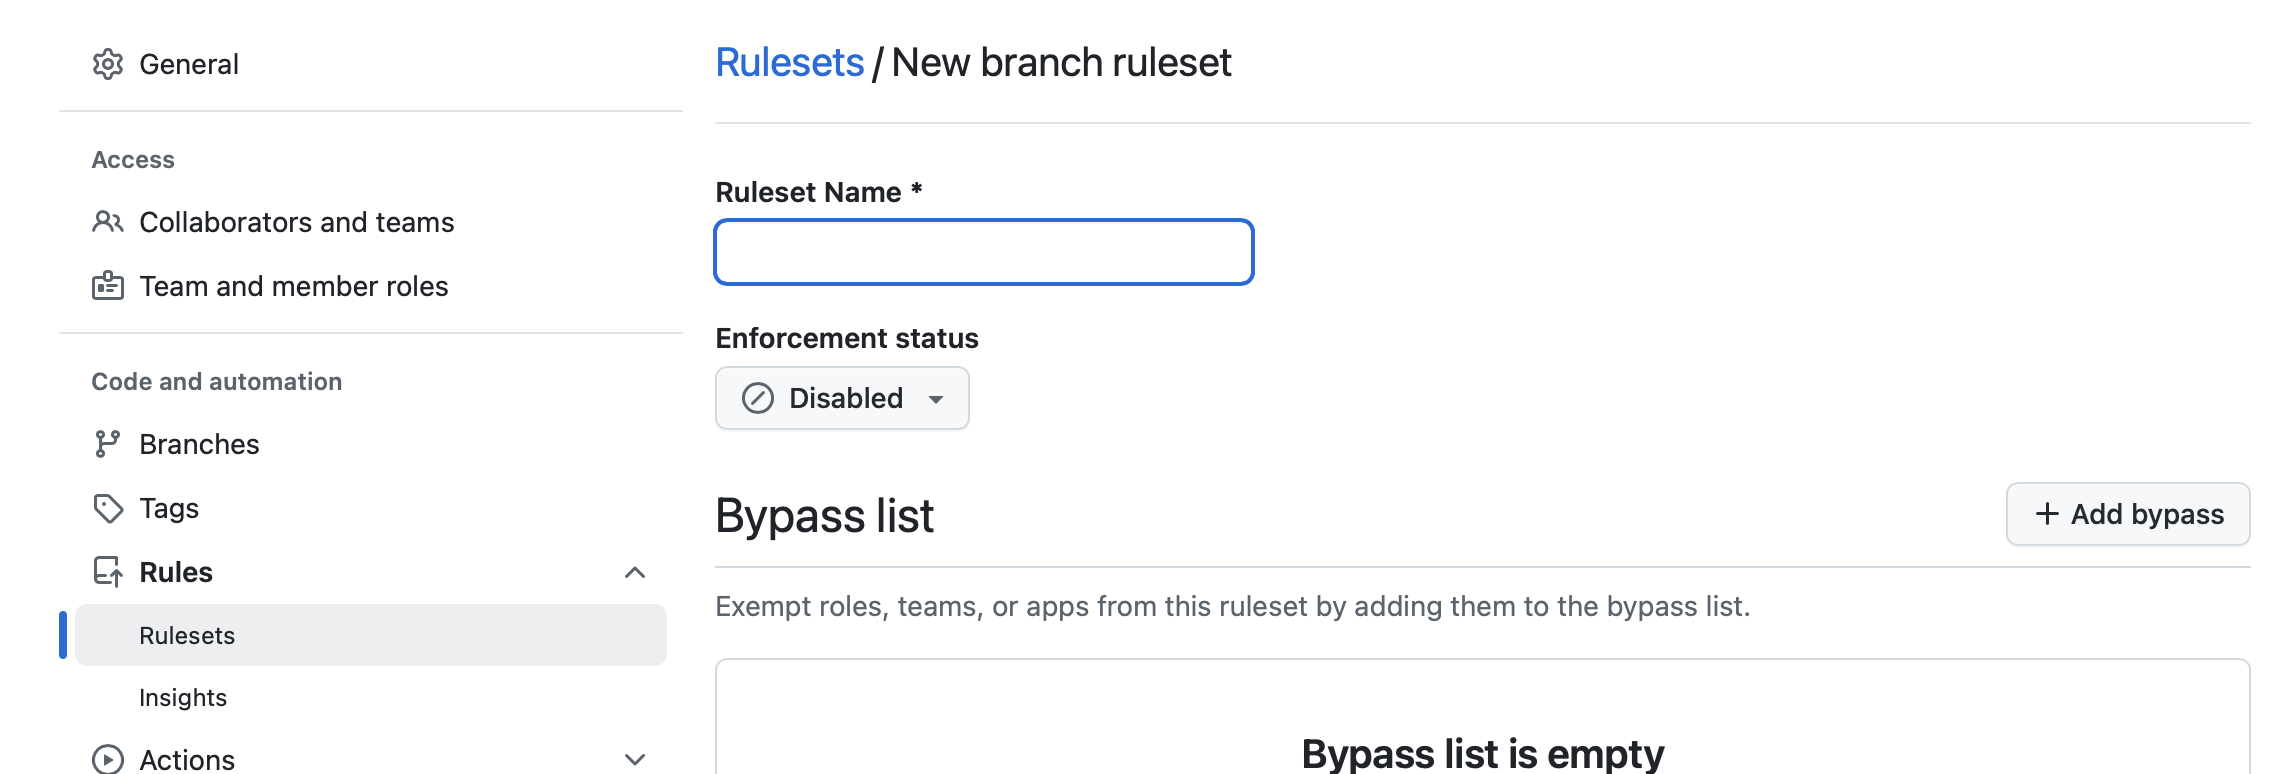 General
Access
Collaborators and teams
Team and member roles
Code and automation
Branches
Tags
Rules
Rulesets
Insights
Actions
Rulesets / New branch ruleset
Ruleset Name *
Enforcement status
Disabled
Bypass list
Add bypass
Exempt roles, teams, or apps from this ruleset by adding them to the bypass list.
Bypass list is empty